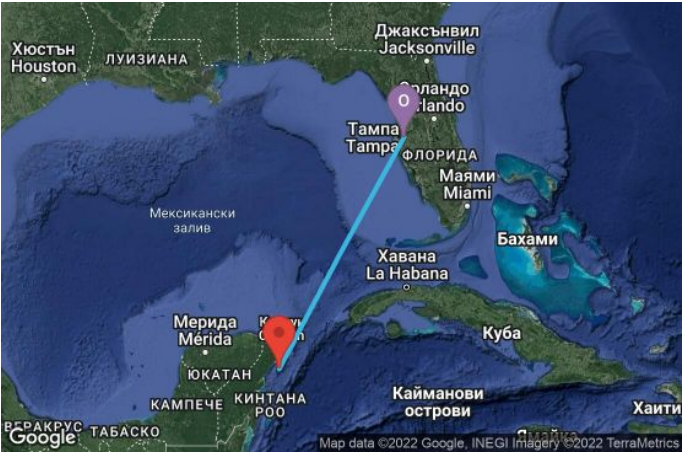 Джаксънвил
Jacksonville
Хюстън
Houston
ЛУИЗИАНА
O
Орландо
Orlando
Тампа
Tampa
ФЛОРИДА
Маями
Miami
Мексикански
залив
Бахами
Хавана
La Habana
Мерида
Mérida
Куба
ЮКАТАН
КАМПЕЧЕ
КИНТАНА
РОО
Кайманови
острови
Хаити
ВЕРАКРУС
ТАБАСКО
Ямайка
Google
Map data ©2022 Google, INEGI Imagery ©2022 TerraMetrics